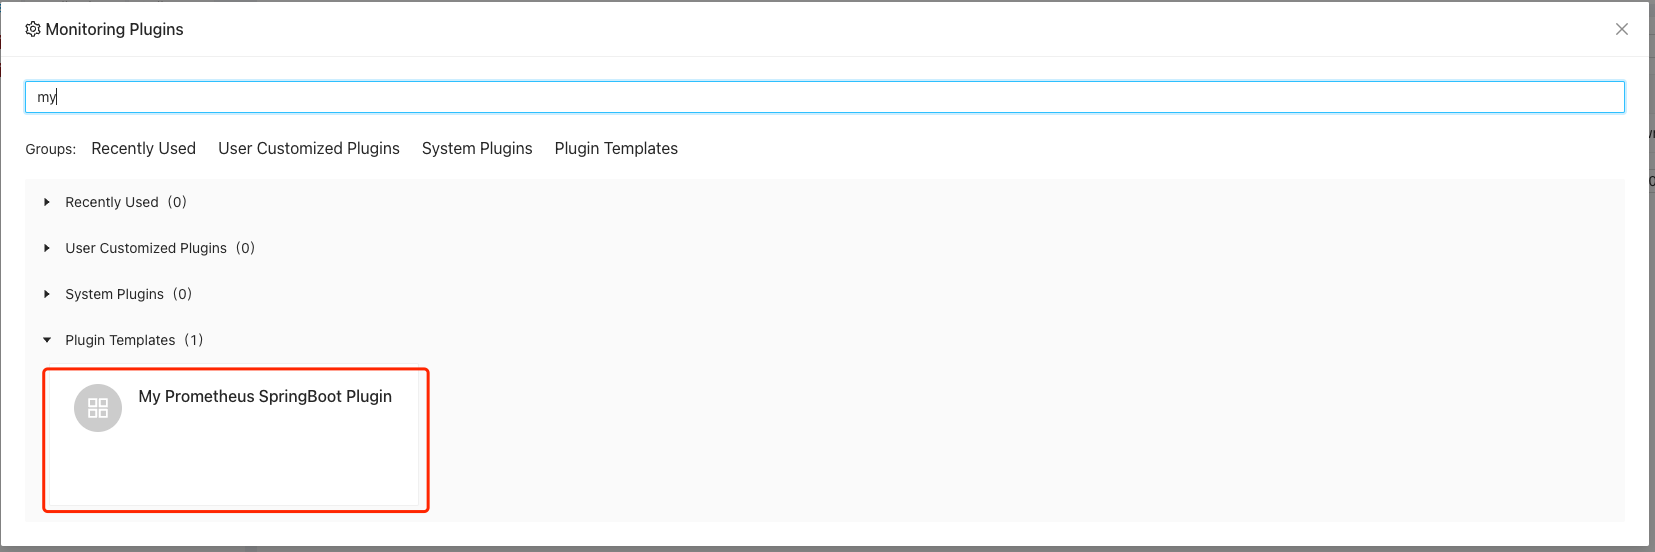 Monitoring Plugins
my
Groups: Recently Used User Customized Plugins System Plugins Plugin Templates
Recently Used (0)
User Customized Plugins (0)
System Plugins (0)
Plugin Templates (1)
My Prometheus SpringBoot Plugin